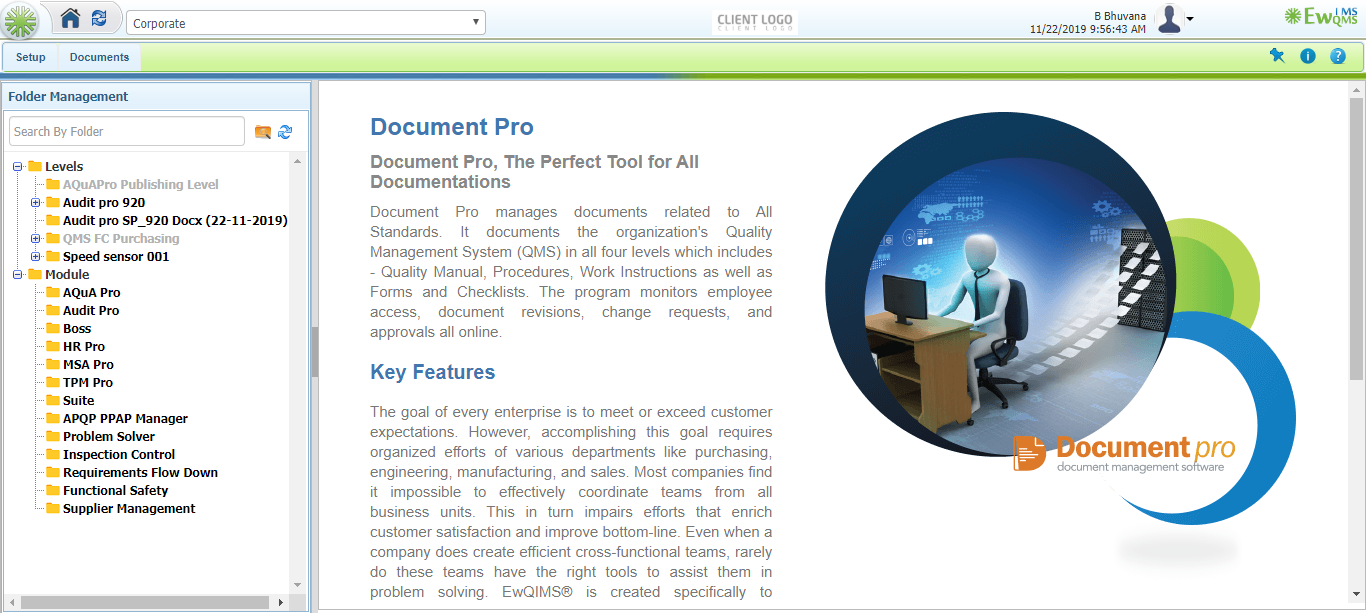 Corporate
CLIENT LOGO
CLIENT LOGO
B Bhuvana
11/22/2019 9:56:43 AM
EwQIMS
QMS
Setup
Documents
Folder Management
Search By Folder
Levels
AQuAPro Publishing Level
Audit pro 920
Audit pro SP_920 Docx (22-11-2019)
QMS FC Purchasing
Speed sensor 001
Module
AQuA Pro
Audit Pro
Boss
HR Pro
MSA Pro
TPM Pro
Suite
APQP PPAP Manager
Problem Solver
Inspection Control
Requirements Flow Down
Functional Safety
Supplier Management
Document Pro
Document Pro, The Perfect Tool for All
Documentations
Document Pro manages documents related to All
Standards. It documents the organization's Quality
Management System (QMS) in all four levels which includes
- Quality Manual, Procedures, Work Instructions as well as
Forms and Checklists. The program monitors employee
access, document revisions, change requests, and
approvals all online.
Key Features
The goal of every enterprise is to meet or exceed customer
expectations. However, accomplishing this goal requires
organized efforts of various departments like purchasing,
engineering, manufacturing, and sales. Most companies find
it impossible to effectively coordinate teams from all
business units. This in turn impairs efforts that enrich
customer satisfaction and improve bottom-line. Even when a
company does create efficient cross-functional teams, rarely
do these teams have the right tools to assist them in
problem solving. EwQIMS® is created specifically to
Document pro
document management software